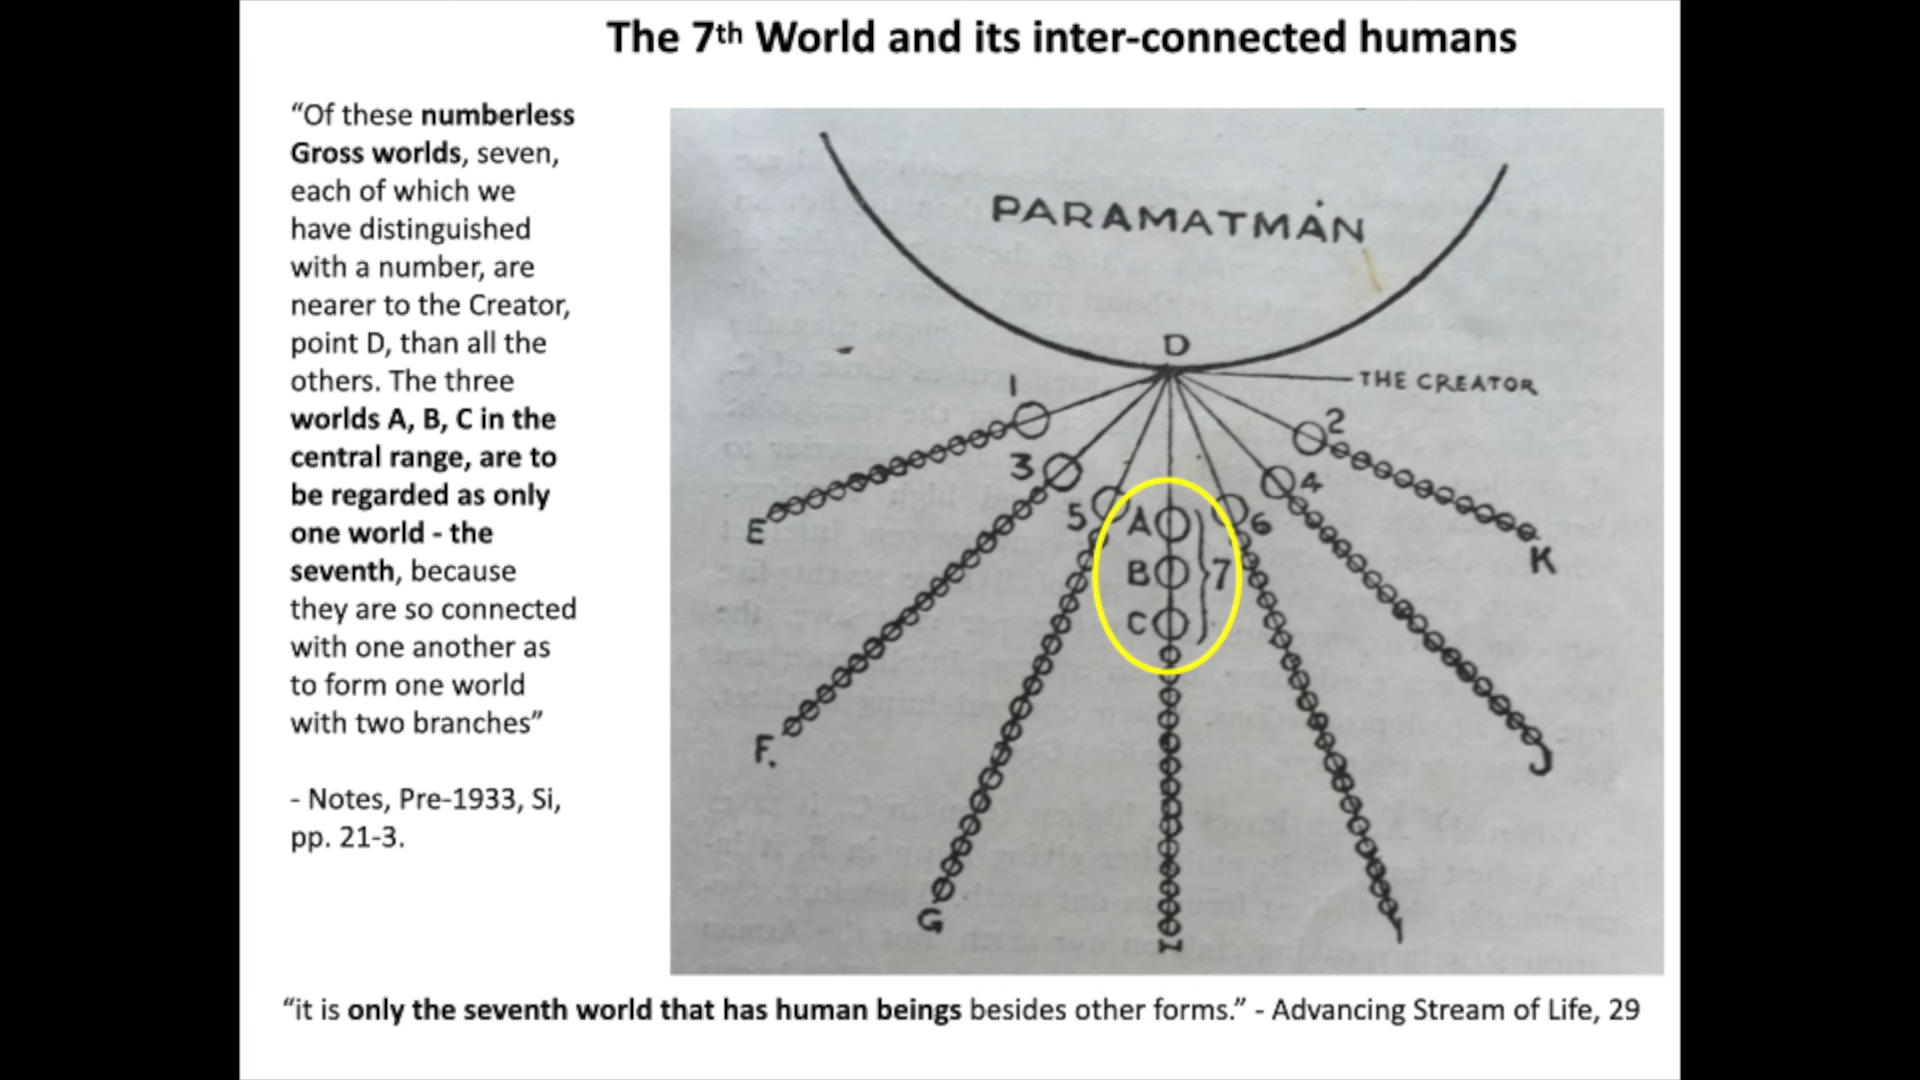 The 7th World and its inter-connected humans
“Of these numberless
Gross worlds, seven,
each of which we
have distinguished
with a number, are
nearer to the Creator,
point D, than all the
others. The three
worlds A, B, C in the
central range, are to
be regarded as only
one world - the
seventh, because
they are so connected
with one another as
to form one world
with two branches”
- Notes, Pre-1933, Si,
pp. 21-3.
PARAMATMAN
D
THE CREATOR
1
2
3
4
5
A
6
B
7
C
E
K
F.
J
G
I
“it is only the seventh world that has human beings besides other forms.” - Advancing Stream of Life, 29